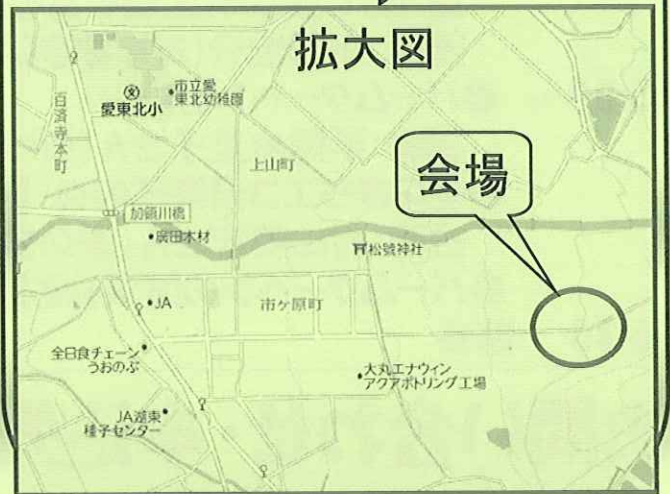 拡大図
愛東北小
市立愛
東北幼稚園
百済寺本町
上山町
会場
加領川橋
廣田木材
松號神社
JA
市ヶ原町
全日食チェーン
うおのぶ
大丸エナウィン
アクアボトリング工場
JA湖東
種子センター